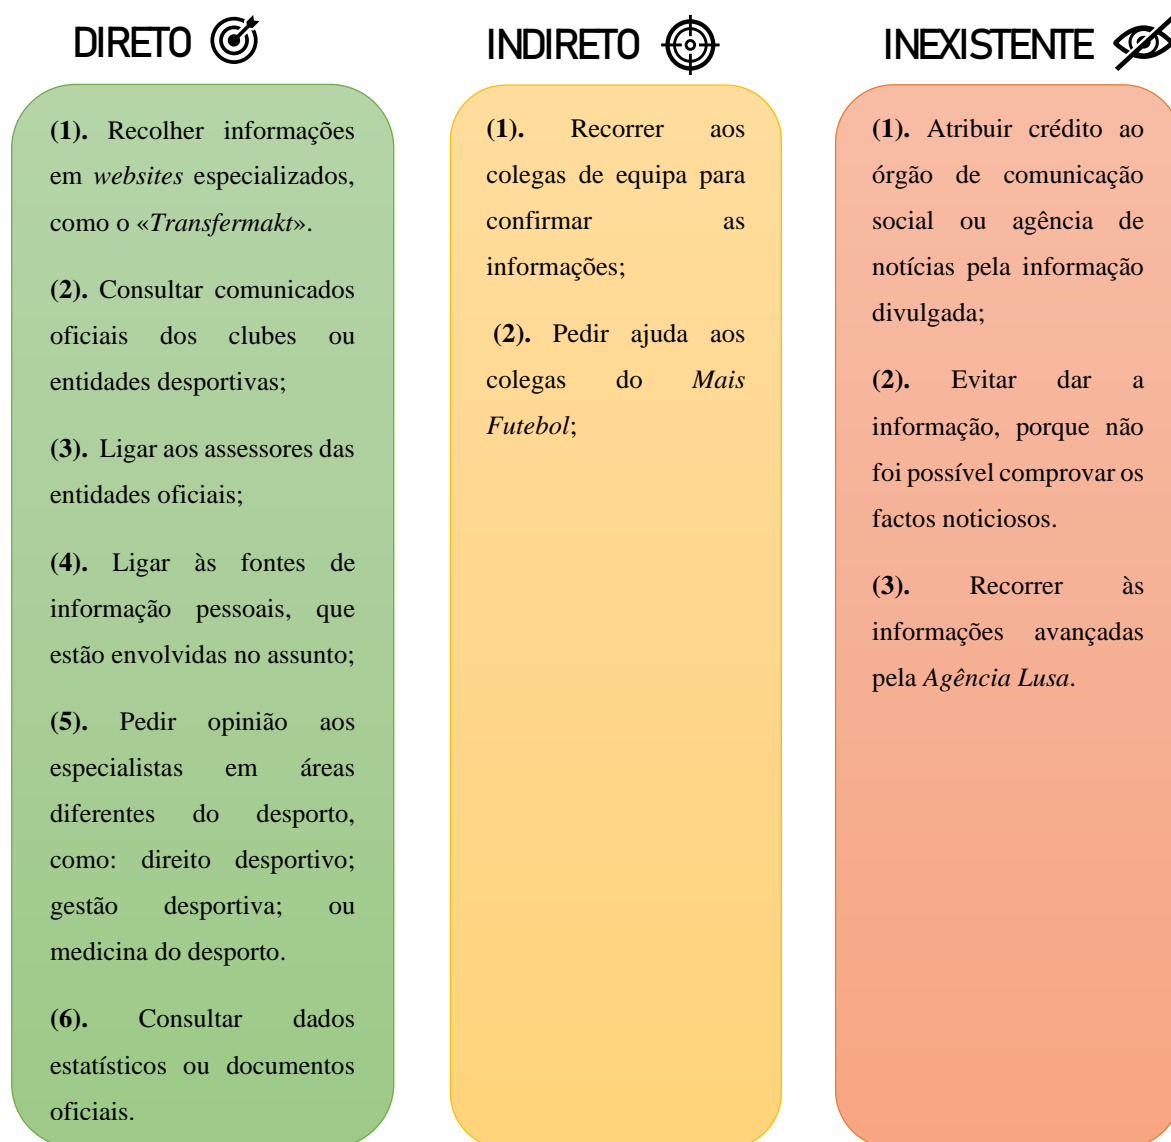 DIRETO
(1). Recolher informações
em websites especializados,
como o «Transfermakt».
(2). Consultar comunicados
oficiais dos clubes ou
entidades desportivas;
(3). Ligar aos assessores das
entidades oficiais;
(4). Ligar às fontes de
informação pessoais, que
estão envolvidas no assunto;
(5). Pedir opinião aos
especialistas em áreas
diferentes do desporto,
como: direito desportivo;
gestão desportiva; ou
medicina do desporto.
(6). Consultar dados
estatísticos ou documentos
oficiais.
INDIRETO
(1). Recorrer aos
colegas de equipa para
confirmar as
informações;
(2). Pedir ajuda aos
colegas do Mais
Futebol;
INEXISTENTE
(1). Atribuir crédito ao
órgão de comunicação
social ou agência de
notícias pela informação
divulgada;
(2). Evitar dar a
informação, porque não
foi possível comprovar os
factos noticiosos.
(3). Recorrer às
informações avançadas
pela Agência Lusa.